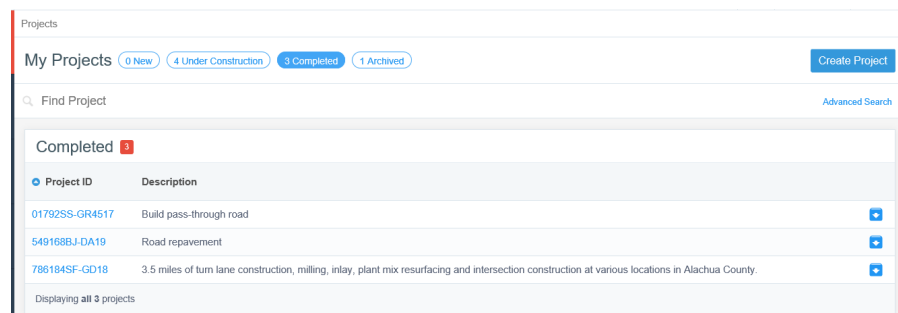 Projects
My Projects 0 New 4 Under Construction 3 Completed 1 Archived Create Project
Find Project Advanced Search
Completed 3
Project ID Description
01792SS-GR4517 Build pass-through road
549168BJ-DA19 Road repavement
786184SF-GD18 3.5 miles of turn lane construction, milling, inlay, plant mix resurfacing and intersection construction at various locations in Alachua County.
Displaying all 3 projects